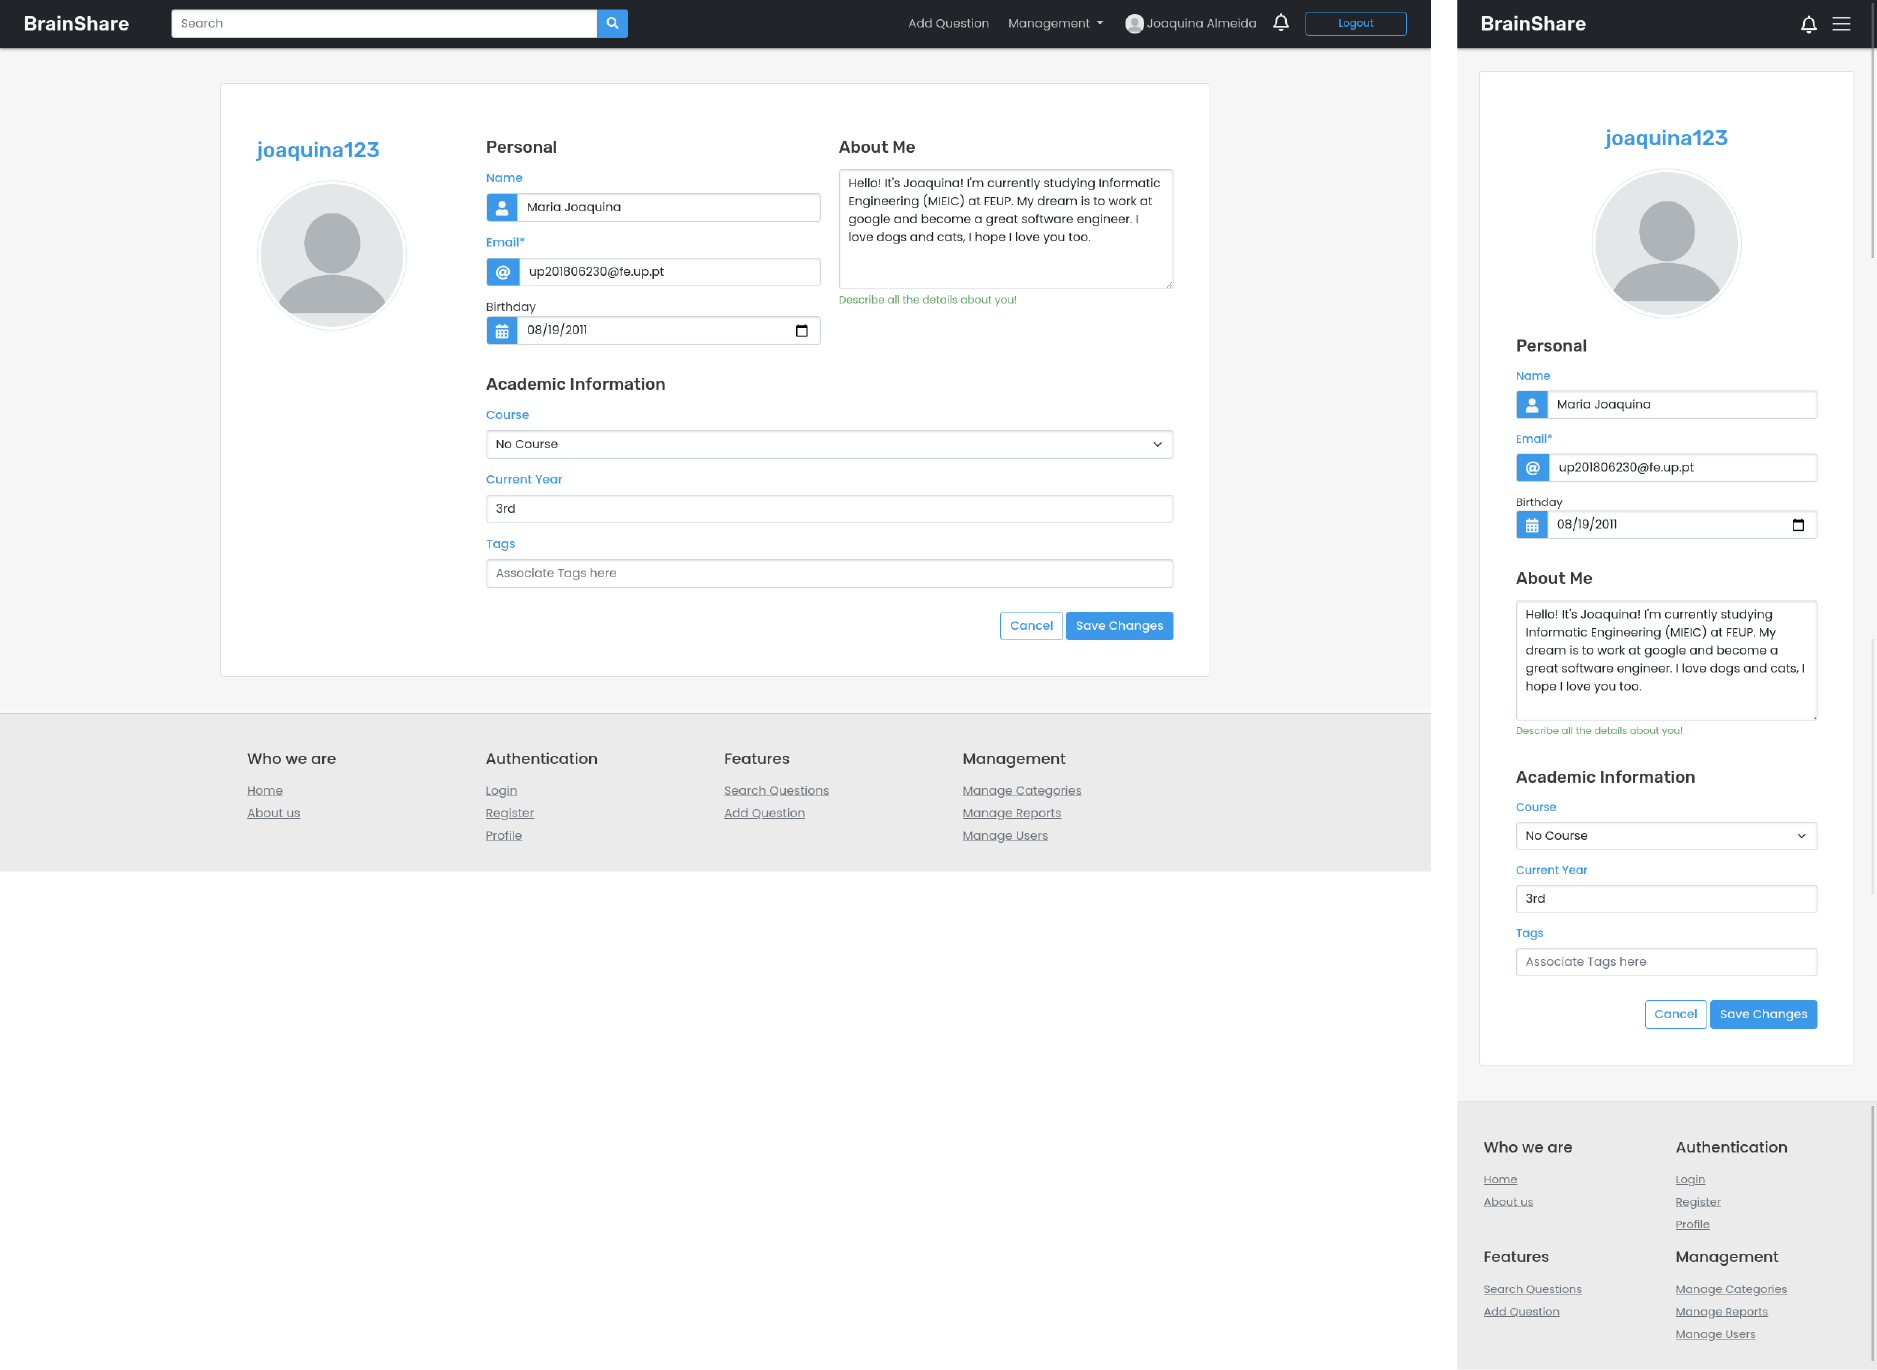 BrainShare
Search
Add Question
Management
Joaquina Almeida
Logout
joaquina123
Personal
Name
Maria Joaquina
Email*
@
up201806230@fe.up.pt
Birthday
08/19/2011
About Me
Hello! It's Joaquina! I'm currently studying Informatic
Engineering (MIEIC) at FEUP. My dream is to work at
google and become a great software engineer. I
love dogs and cats, I hope I love you too.
Describe all the details about you!
Academic Information
Course
No Course
Current Year
3rd
Tags
Associate Tags here
Cancel
Save Changes
Who we are
Home
About us
Authentication
Login
Register
Profile
Features
Search Questions
Add Question
Management
Manage Categories
Manage Reports
Manage Users
BrainShare
joaquina123
Personal
Name
Maria Joaquina
Email*
@
up201806230@fe.up.pt
Birthday
08/19/2011
About Me
Hello! It's Joaquina! I'm currently studying
Informatic Engineering (MIEIC) at FEUP. My
dream is to work at google and become a
great software engineer. I love dogs and cats, I
hope I love you too.
Describe all the details about you!
Academic Information
Course
No Course
Current Year
3rd
Tags
Associate Tags here
Cancel
Save Changes
Who we are
Home
About us
Authentication
Login
Register
Profile
Features
Search Questions
Add Question
Management
Manage Categories
Manage Reports
Manage Users